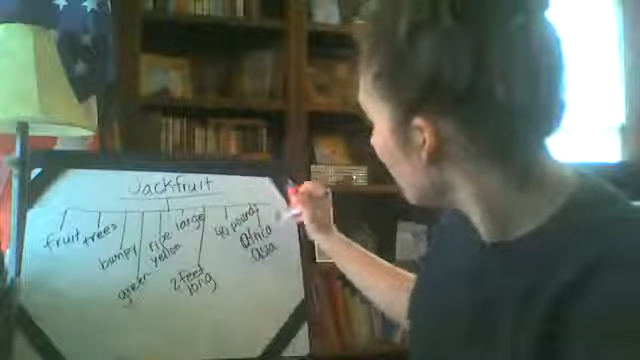 Jackfruit
fruit
trees
bumpy
green
ripe
yellow
large
2 feet
long
40 pounds
africa
asia